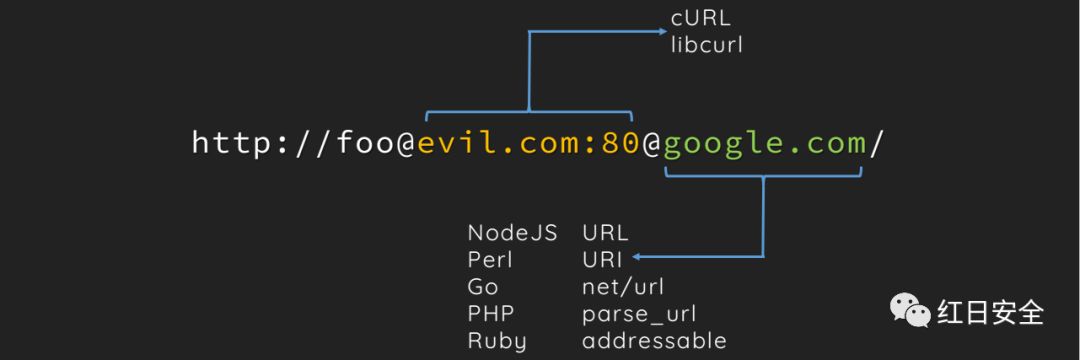 cURL
libcurl
http://foo@evil.com:80@google.com/
NodeJS URL
Perl URI
Go net/url
PHP parse_url
Ruby addressable
红日安全